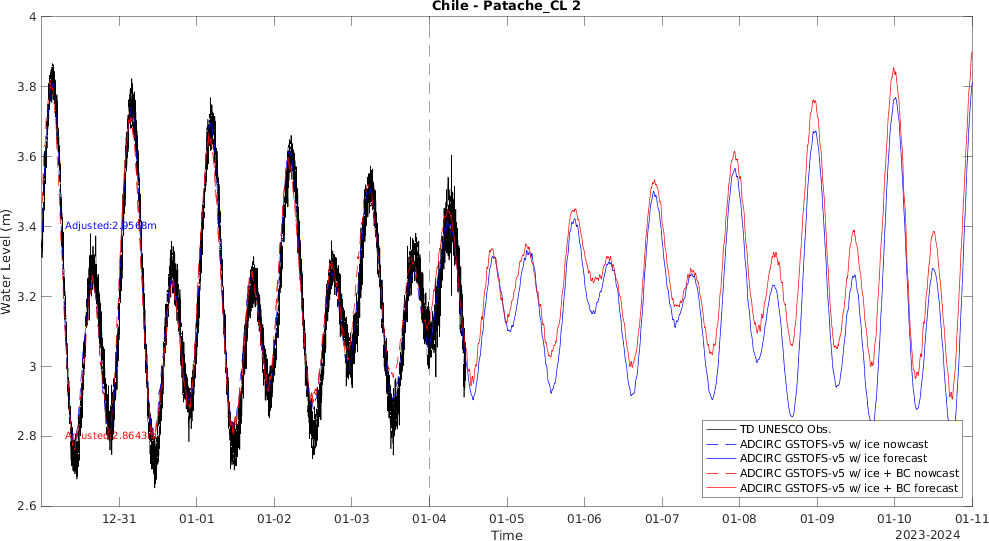 Chile - Patache_CL 2
4
3.8
3.6
3.4
3.2
3
2.8
2.6
Water Level (m)
Adjusted:2.9568m
Adjusted:2.8643m
TD UNESCO Obs.
ADCIRC GSTOFS-v5 w/ ice nowcast
ADCIRC GSTOFS-v5 w/ ice forecast
ADCIRC GSTOFS-v5 w/ ice + BC nowcast
ADCIRC GSTOFS-v5 w/ ice + BC forecast
12-31 01-01 01-02 01-03 01-04 01-05 01-06 01-07 01-08 01-09 01-10 01-11
Time
2023-2024